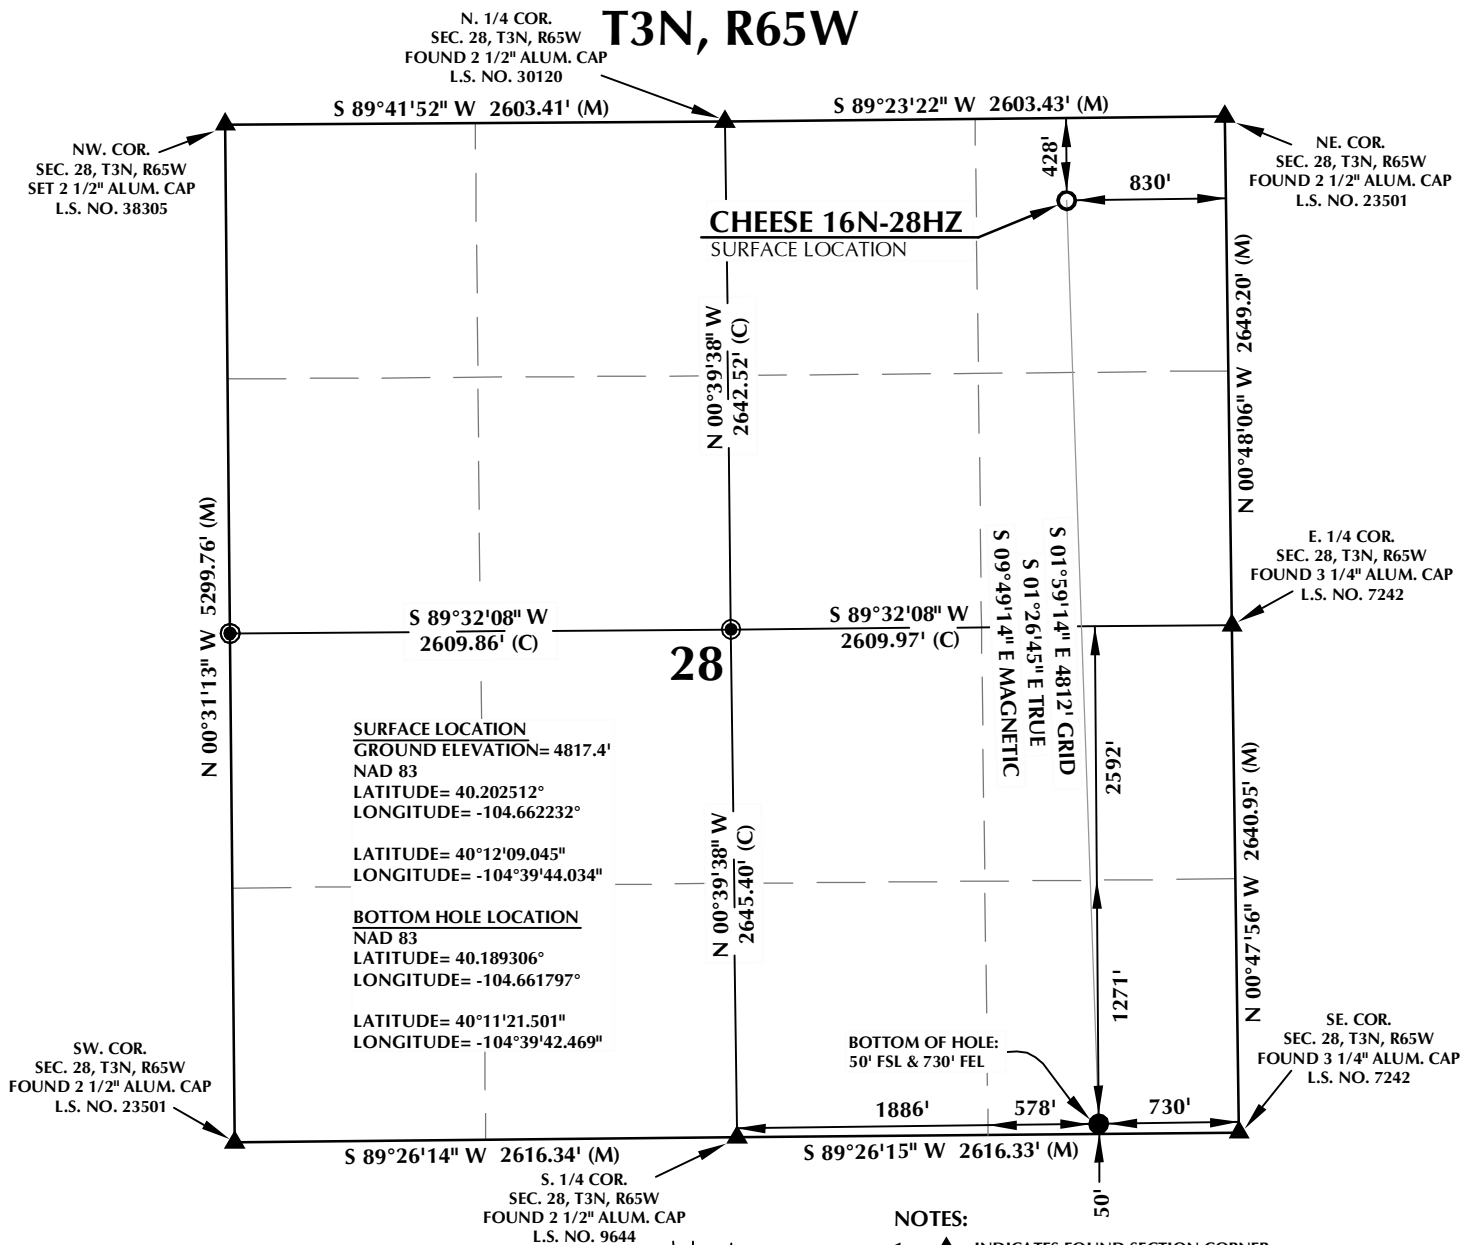 T3N, R65W
N. 1/4 COR.
SEC. 28, T3N, R65W
FOUND 2 1/2" ALUM. CAP
L.S. NO. 30120
S 89°41'52" W 2603.41' (M)
S 89°23'22" W 2603.43' (M)
NW. COR.
SEC. 28, T3N, R65W
SET 2 1/2" ALUM. CAP
L.S. NO. 38305
NE. COR.
SEC. 28, T3N, R65W
FOUND 2 1/2" ALUM. CAP
L.S. NO. 23501
428'
830'
CHEESE 16N-28HZ
SURFACE LOCATION
N 00°39'38" W
2642.52' (C)
N 00°48'06" W 2649.20' (M)
N 00°31'13" W 5299.76' (M)
E. 1/4 COR.
SEC. 28, T3N, R65W
FOUND 3 1/4" ALUM. CAP
L.S. NO. 7242
S 89°32'08" W
2609.86' (C)
S 89°32'08" W
2609.97' (C)
28
S 01°59'14" E 4812' GRID
S 01°26'45" E TRUE
S 09°49'14" E MAGNETIC
2592'
SURFACE LOCATION
GROUND ELEVATION= 4817.4'
NAD 83
LATITUDE= 40.202512°
LONGITUDE= -104.662232°
LATITUDE= 40°12'09.045"
LONGITUDE= -104°39'44.034"
BOTTOM HOLE LOCATION
NAD 83
LATITUDE= 40.189306°
LONGITUDE= -104.661797°
LATITUDE= 40°11'21.501"
LONGITUDE= -104°39'42.469"
N 00°39'38" W
2645.40' (C)
N 00°47'56" W 2640.95' (M)
1271'
BOTTOM OF HOLE:
50' FSL & 730' FEL
SW. COR.
SEC. 28, T3N, R65W
FOUND 2 1/2" ALUM. CAP
L.S. NO. 23501
SE. COR.
SEC. 28, T3N, R65W
FOUND 3 1/4" ALUM. CAP
L.S. NO. 7242
1886'
578'
730'
S 89°26'14" W 2616.34' (M)
S 89°26'15" W 2616.33' (M)
50'
S. 1/4 COR.
SEC. 28, T3N, R65W
FOUND 2 1/2" ALUM. CAP
L.S. NO. 9644
NOTES:
INDICATES FOUND SECTION CORNER